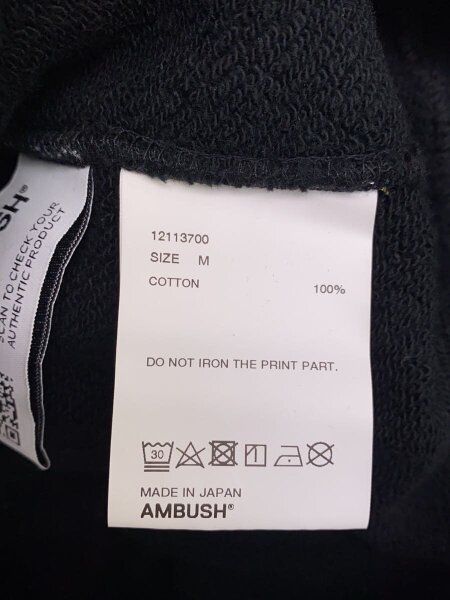 12113700
SIZE M
COTTON 100%
DO NOT IRON THE PRINT PART.
30
MADE IN JAPAN
AMBUSH®
SH®
SCAN TO CHECK YOUR
AUTHENTIC PRODUCT